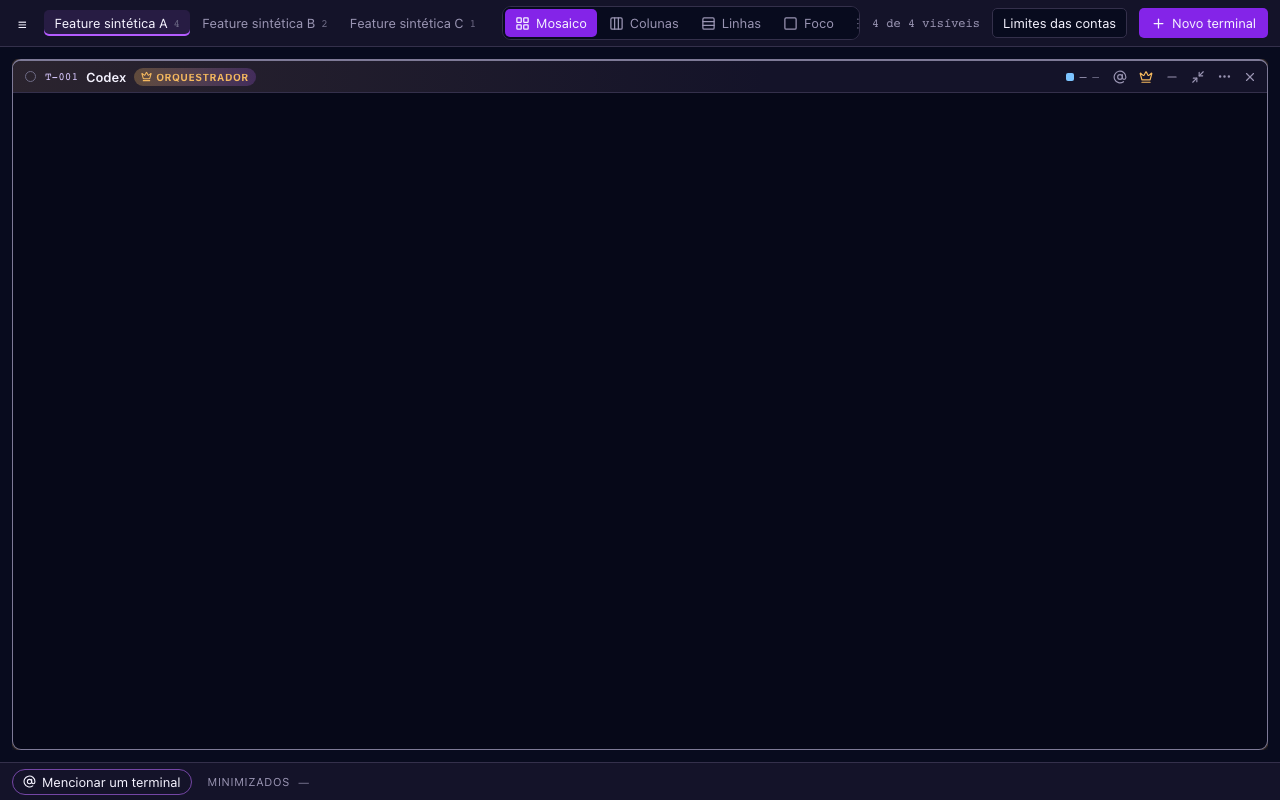 Feature sintética A 4 Feature sintética B 2 Feature sintética C 1 Mosaico Colunas Linhas Foco 4 de 4 visíveis Limites das contas + Novo terminal
T-001 Codex ORQUESTRADOR — —
@ Mencionar um terminal MINIMIZADOS —